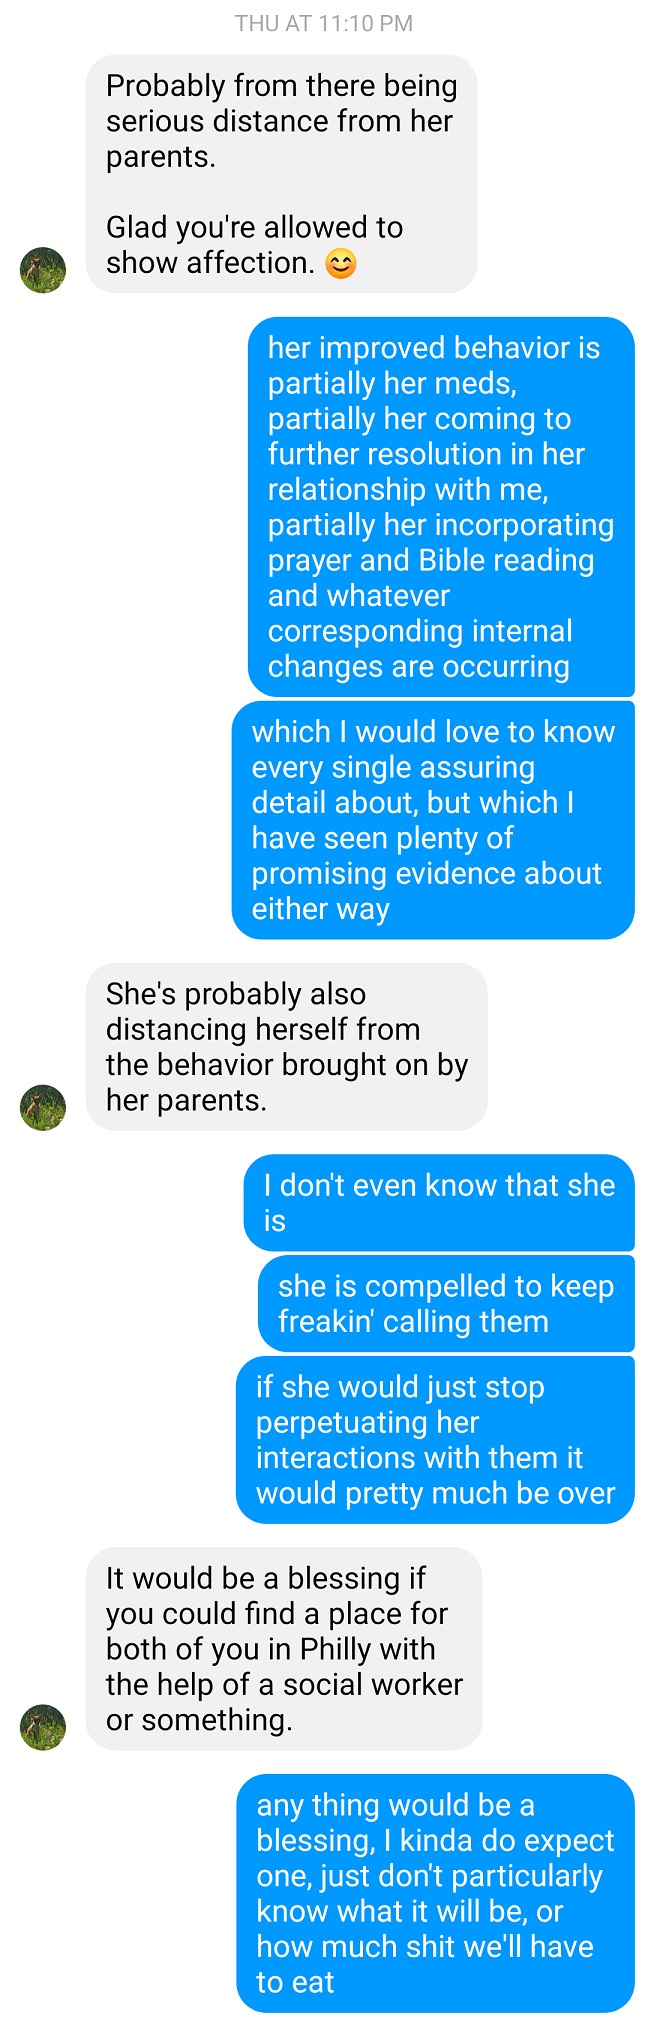 THU AT 11:10 PM
Probably from there being
serious distance from her
parents.
Glad you're allowed to
show affection. 😊
her improved behavior is
partially her meds,
partially her coming to
further resolution in her
relationship with me,
partially her incorporating
prayer and Bible reading
and whatever
corresponding internal
changes are occurring
which I would love to know
every single assuring
detail about, but which I
have seen plenty of
promising evidence about
either way
She's probably also
distancing herself from
the behavior brought on by
her parents.
I don't even know that she
is
she is compelled to keep
freakin' calling them
if she would just stop
perpetuating her
interactions with them it
would pretty much be over
It would be a blessing if
you could find a place for
both of you in Philly with
the help of a social worker
or something.
any thing would be a
blessing, I kinda do expect
one, just don't particularly
know what it will be, or
how much shit we'll have
to eat